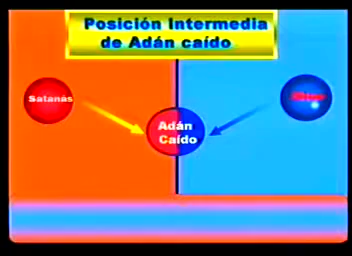 Posición Intermedia
de Adán caído
Satanás
Adán
Caído